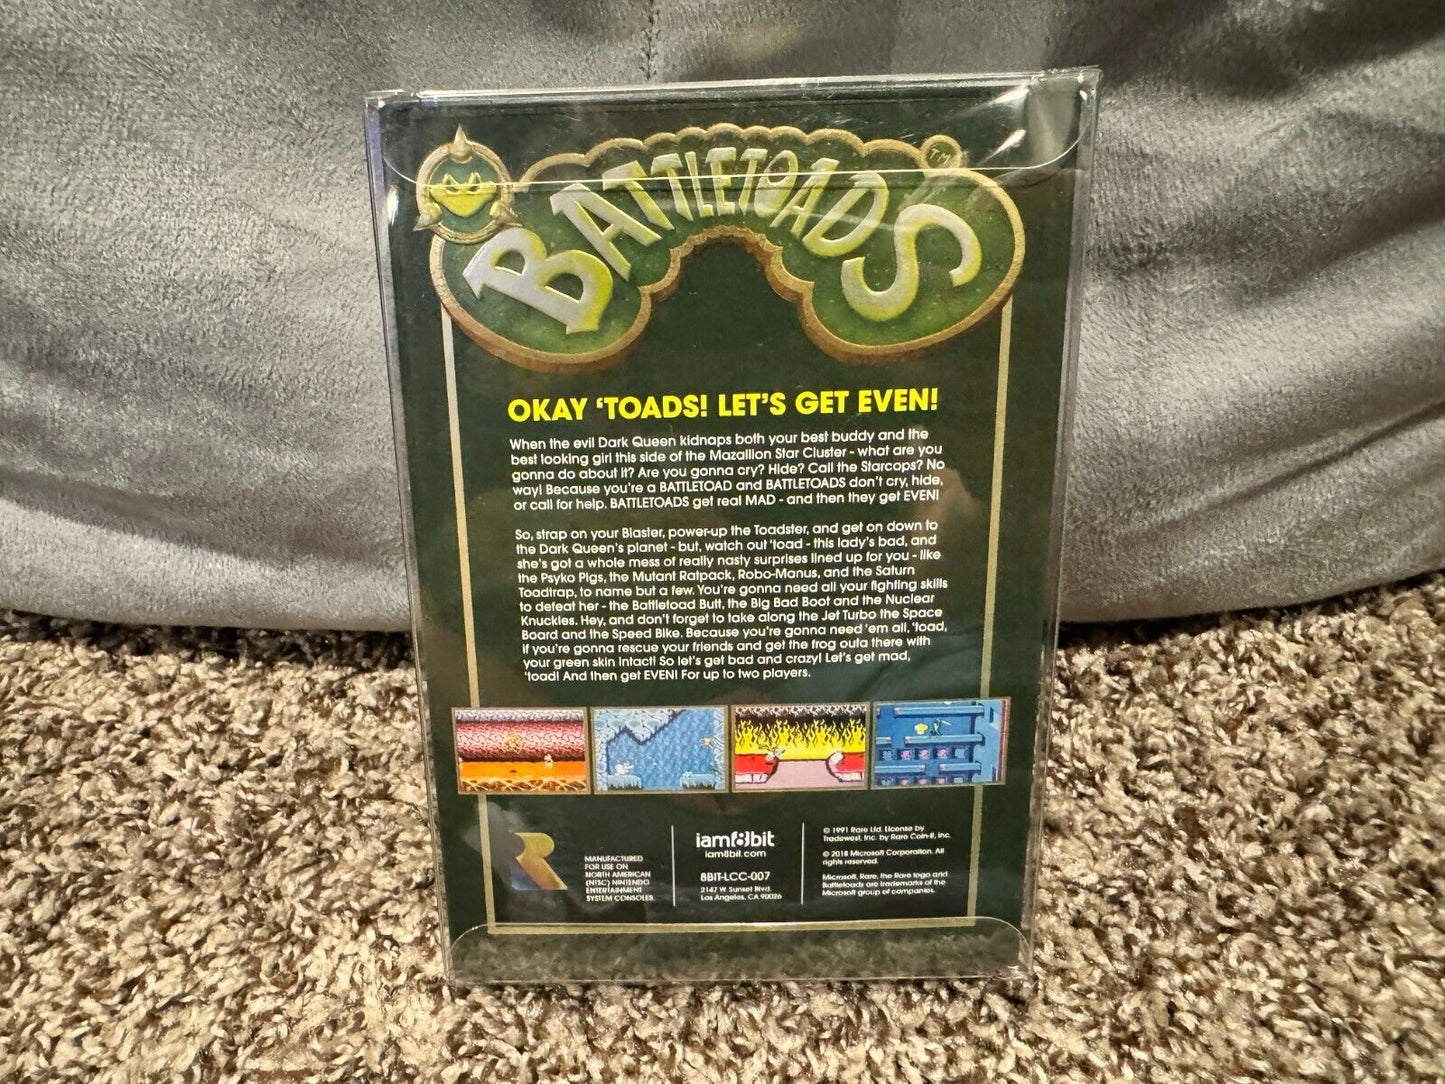 BATTLETOADS
TM
OKAY ‘TOADS! LET’S GET EVEN!
When the evil Dark Queen kidnaps both your best buddy and the
best looking girl this side of the Mazallion Star Cluster - what are you
gonna do about it? Are you gonna cry? Hide? Call the Starcops? No
way! Because you’re a BATTLETOAD and BATTLETOADS don’t cry, hide,
or call for help. BATTLETOADS get real MAD - and then they get EVEN!
So, strap on your Blaster, power-up the Toadster, and get on down to
the Dark Queen’s planet - but, watch out ‘toad - this lady’s bad, and
she’s got a whole mess of really nasty surprises lined up for you - like
the Psyko Pigs, the Mutant Ratpack, Robo-Manus, and the Saturn
Toadtrap, to name but a few. You’re gonna need all your fighting skills
to defeat her - the Battletoad Butt, the Big Bad Boot and the Nuclear
Knuckles. Hey, and don’t forget to take along the Jet Turbo the Space
Board and the Speed Bike. Because you’re gonna need ‘em all, ‘toad,
if you’re gonna rescue your friends and get the frog outa there with
your green skin intact! So let’s get bad and crazy! Let’s get mad,
‘toad! And then get EVEN! For up to two players.
R
MANUFACTURED
FOR USE ON
NORTH AMERICAN
(NTSC) NINTENDO
ENTERTAINMENT
SYSTEM CONSOLES
iam8bit
iam8bit.com
8BIT-LCC-007
2147 W Sunset Blvd.
Los Angeles, CA 90026
© 1991 Rare Ltd. License by
Tradewest, Inc. by Rare Coin-It, Inc.
© 2018 Microsoft Corporation. All
rights reserved.
Microsoft, Rare, the Rare logo and
Battletoads are trademarks of the
Microsoft group of companies.